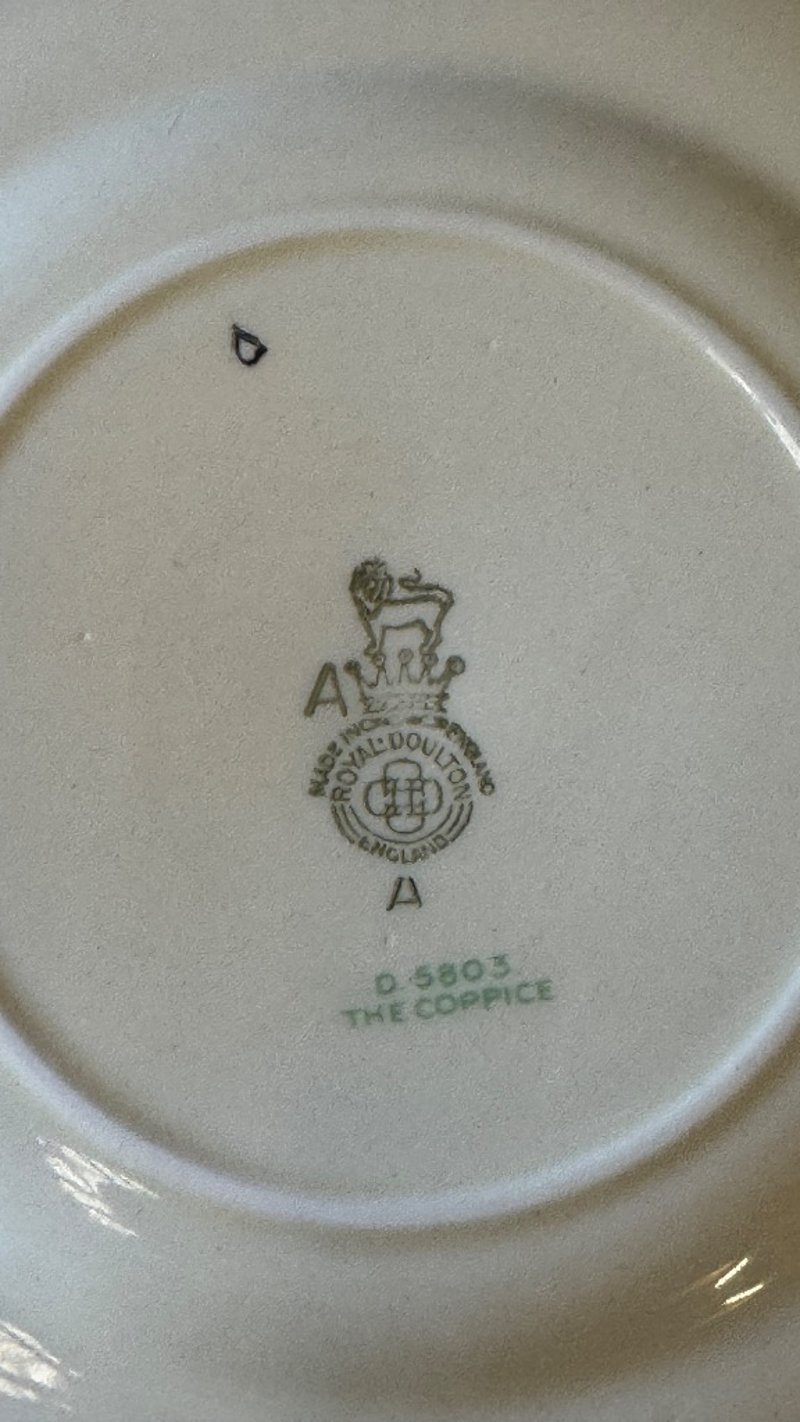 D
A
MADE IN ENGLAND
ROYAL DOULTON
ENGLAND
A
D.5803
THE COPPICE